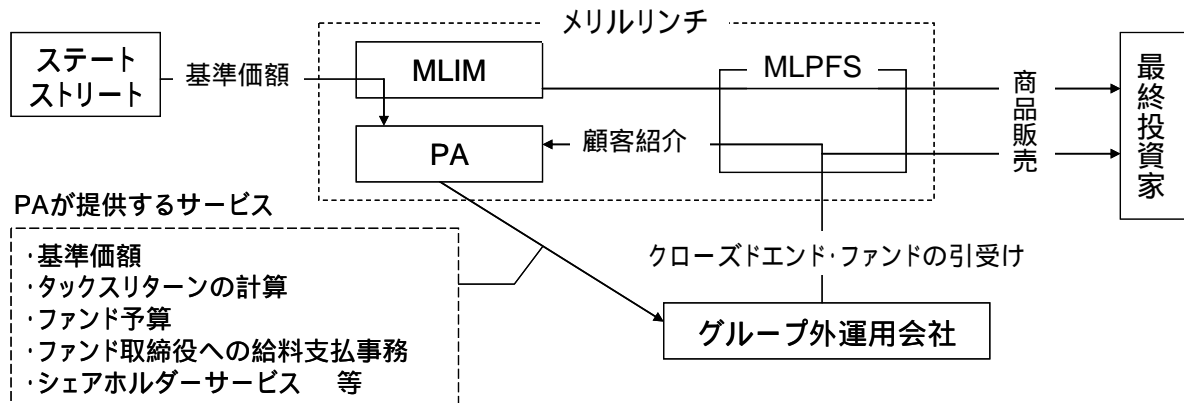 メリルリンチ
ステート
ストリート
基準価額
MLIM
MLPFS
PA
顧客紹介
商品販売
最終投資家
PAが提供するサービス
・基準価額
・タックスリターンの計算
・ファンド予算
・ファンド取締役への給料支払事務
・シェアホルダーサービス 等
クローズドエンド・ファンドの引受け
グループ外運用会社